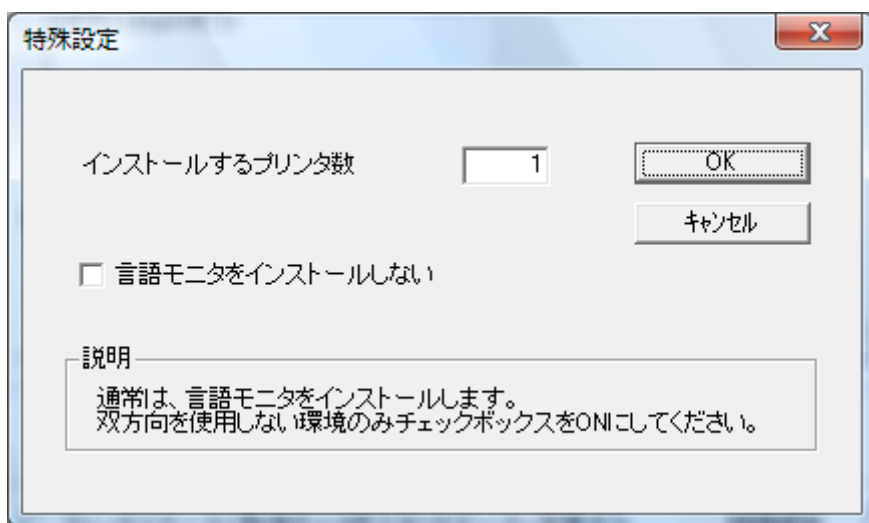 特殊設定
インストールするプリンタ数 1 OK
キャンセル
言語モニタをインストールしない
説明
通常は、言語モニタをインストールします。
双方向を使用しない環境のみチェックボックスをONにしてください。